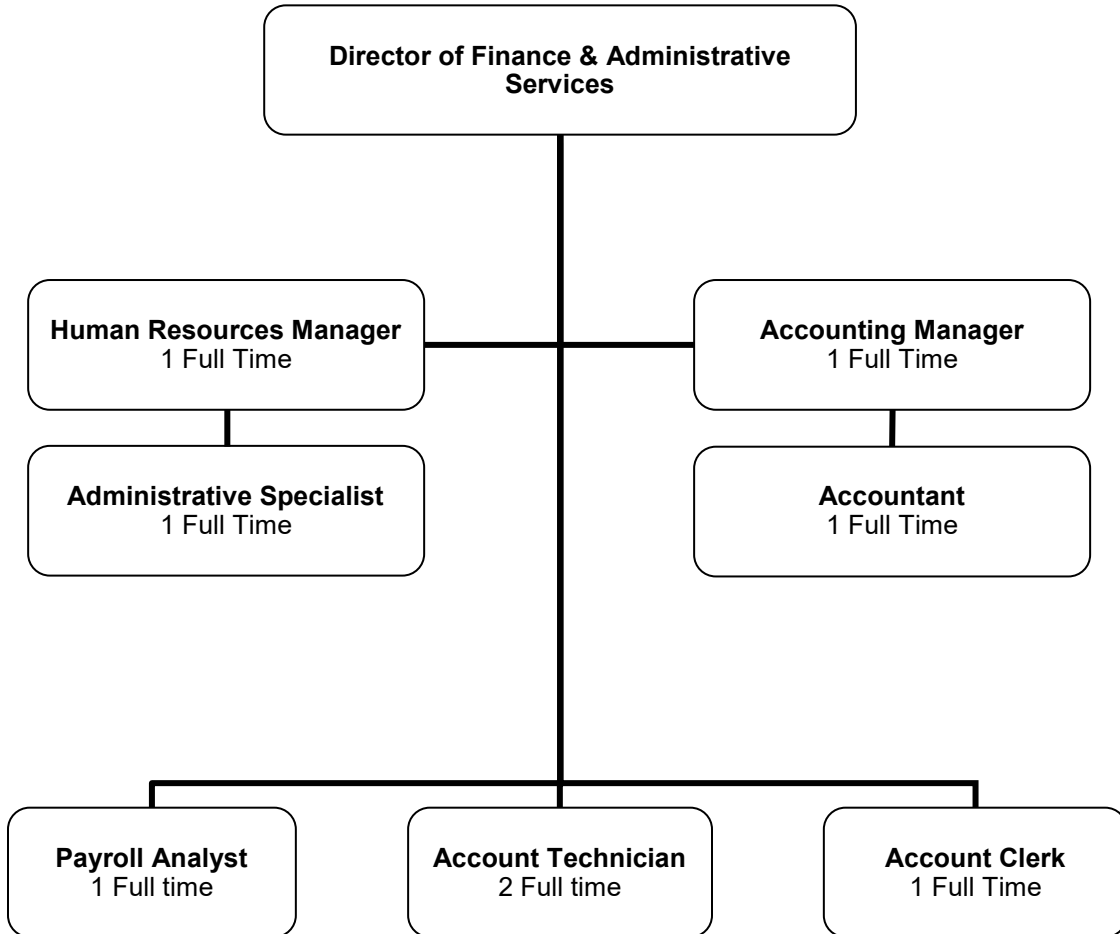 Director of Finance & Administrative
Services
Human Resources Manager
1 Full Time
Accounting Manager
1 Full Time
Administrative Specialist
1 Full Time
Accountant
1 Full Time
Payroll Analyst
1 Full time
Account Technician
2 Full time
Account Clerk
1 Full Time